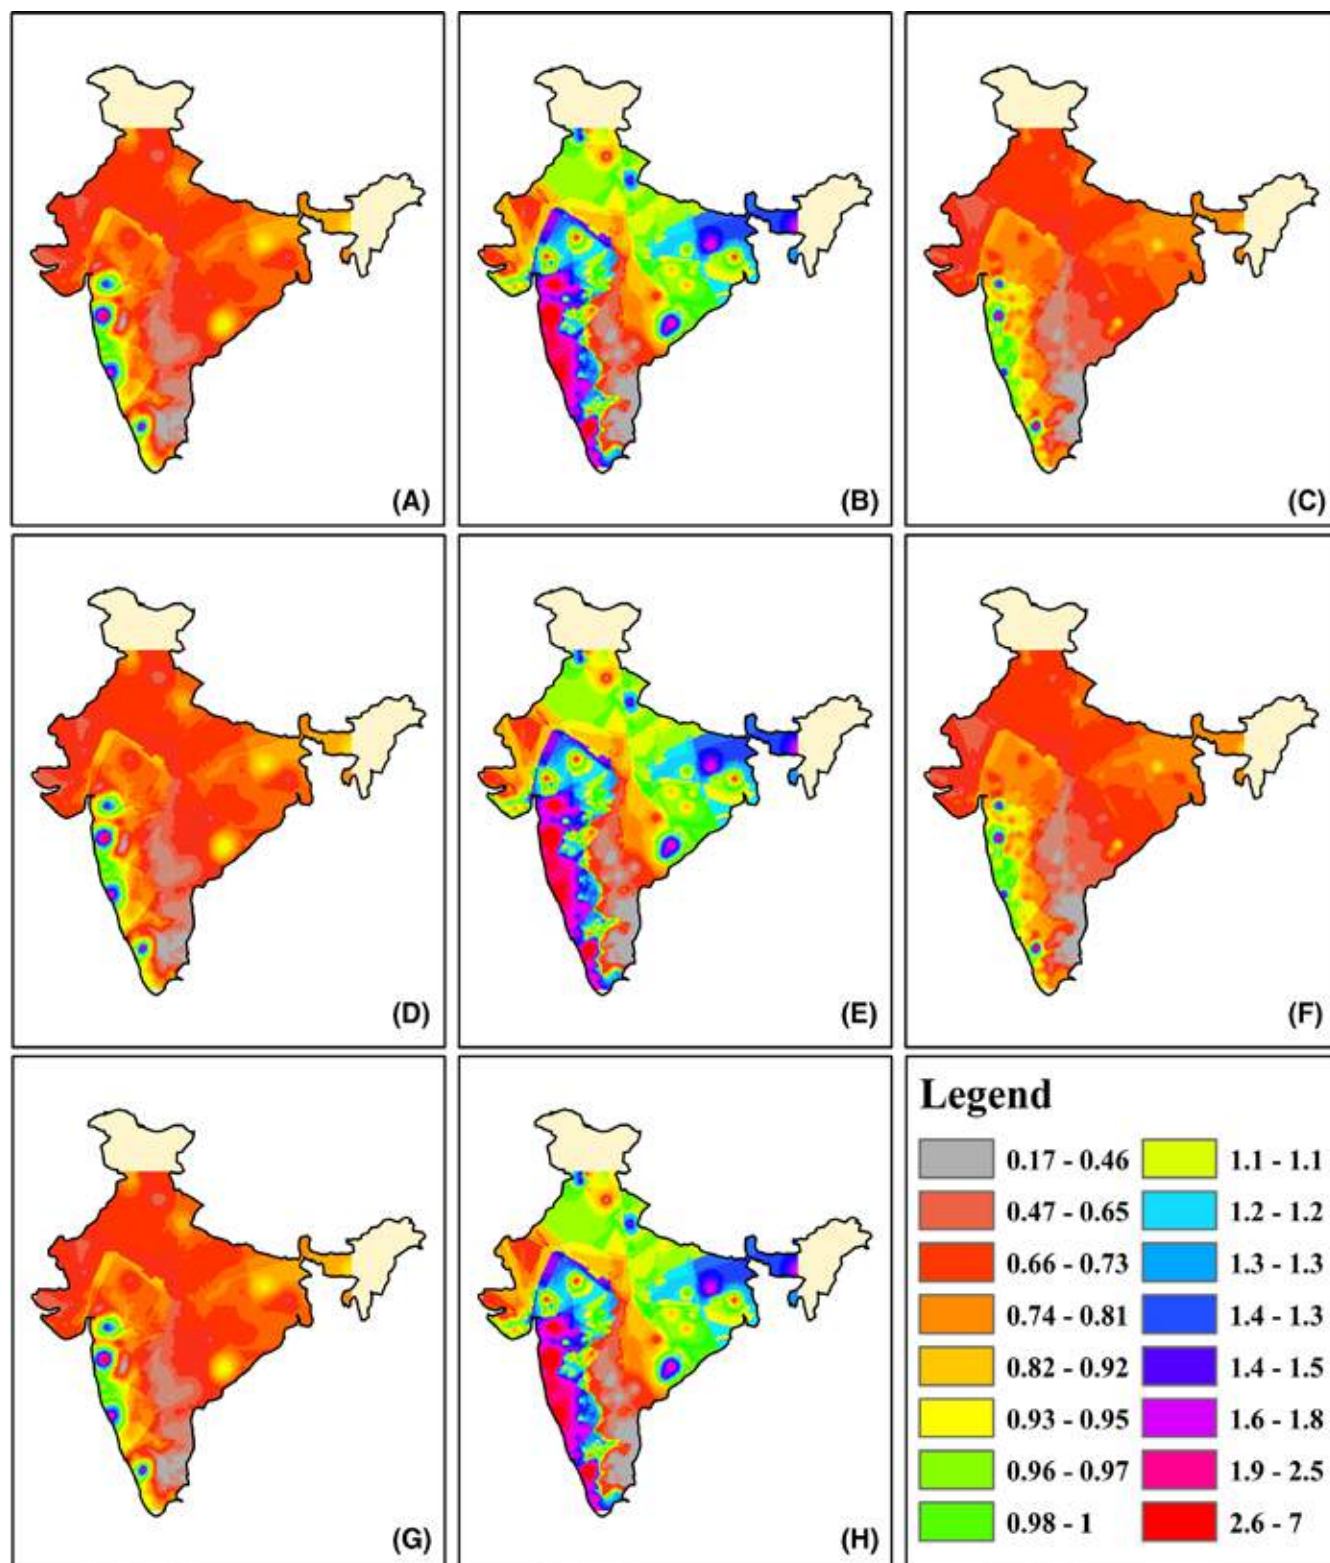 (A)
(B)
(C)
(D)
(E)
(F)
(G)
(H)
Legend
0.17 - 0.46
0.47 - 0.65
0.66 - 0.73
0.74 - 0.81
0.82 - 0.92
0.93 - 0.95
0.96 - 0.97
0.98 - 1
1.1 - 1.1
1.2 - 1.2
1.3 - 1.3
1.4 - 1.3
1.4 - 1.5
1.6 - 1.8
1.9 - 2.5
2.6 - 7